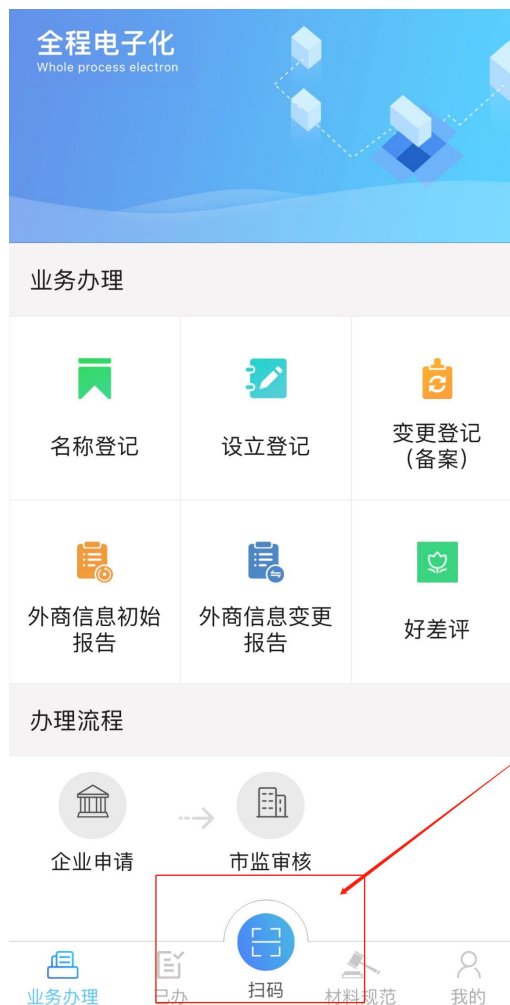 全程电子化
Whole process electron
业务办理
名称登记
设立登记
变更登记
（备案）
外商信息初始
报告
外商信息变更
报告
好差评
办理流程
企业申请
市监审核
业务办理
已办
扫码
材料规范
我的